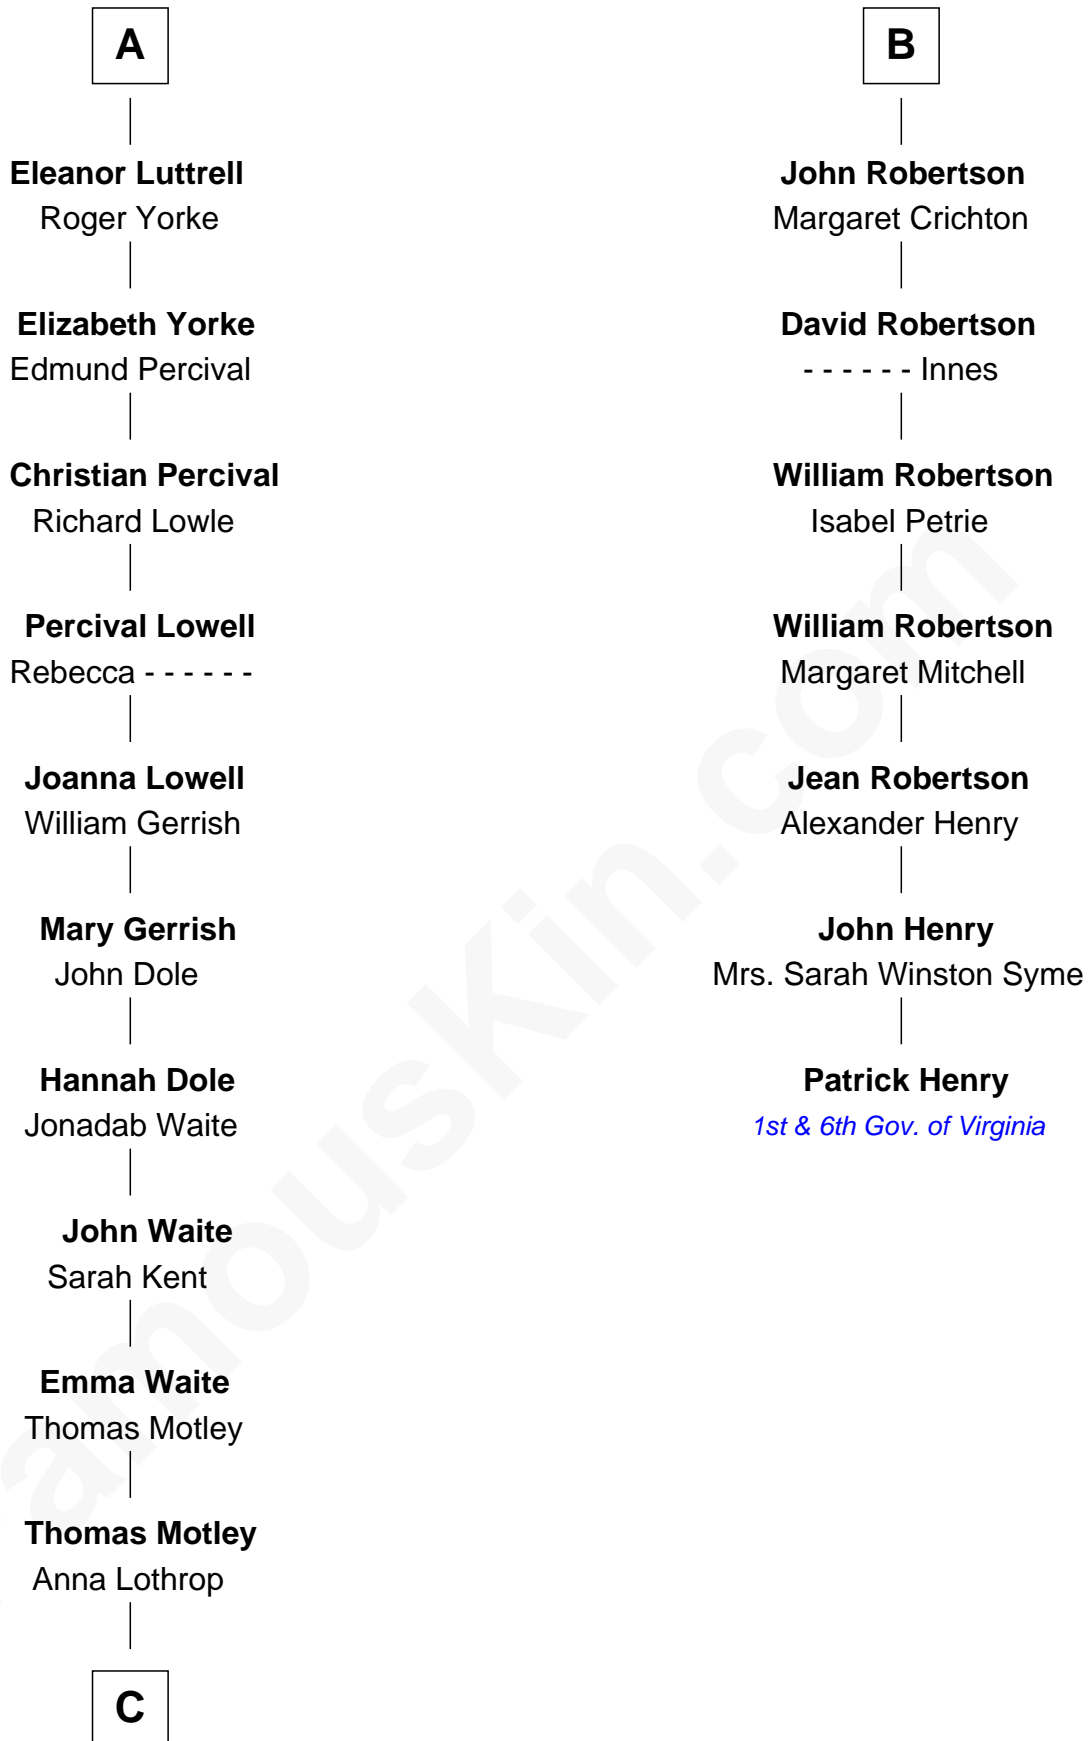 A
Eleanor Luttrell
Roger Yorke
Elizabeth Yorke
Edmund Percival
Christian Percival
Richard Lowle
Percival Lowell
Rebecca - - - - - -
Joanna Lowell
William Gerrish
Mary Gerrish
John Dole
Hannah Dole
Jonadab Waite
John Waite
Sarah Kent
Emma Waite
Thomas Motley
Thomas Motley
Anna Lothrop
C
B
John Robertson
Margaret Crichton
David Robertson
- - - - - - Innes
William Robertson
Isabel Petrie
William Robertson
Margaret Mitchell
Jean Robertson
Alexander Henry
John Henry
Mrs. Sarah Winston Syme
Patrick Henry
1st & 6th Gov. of Virginia
amousKin.com